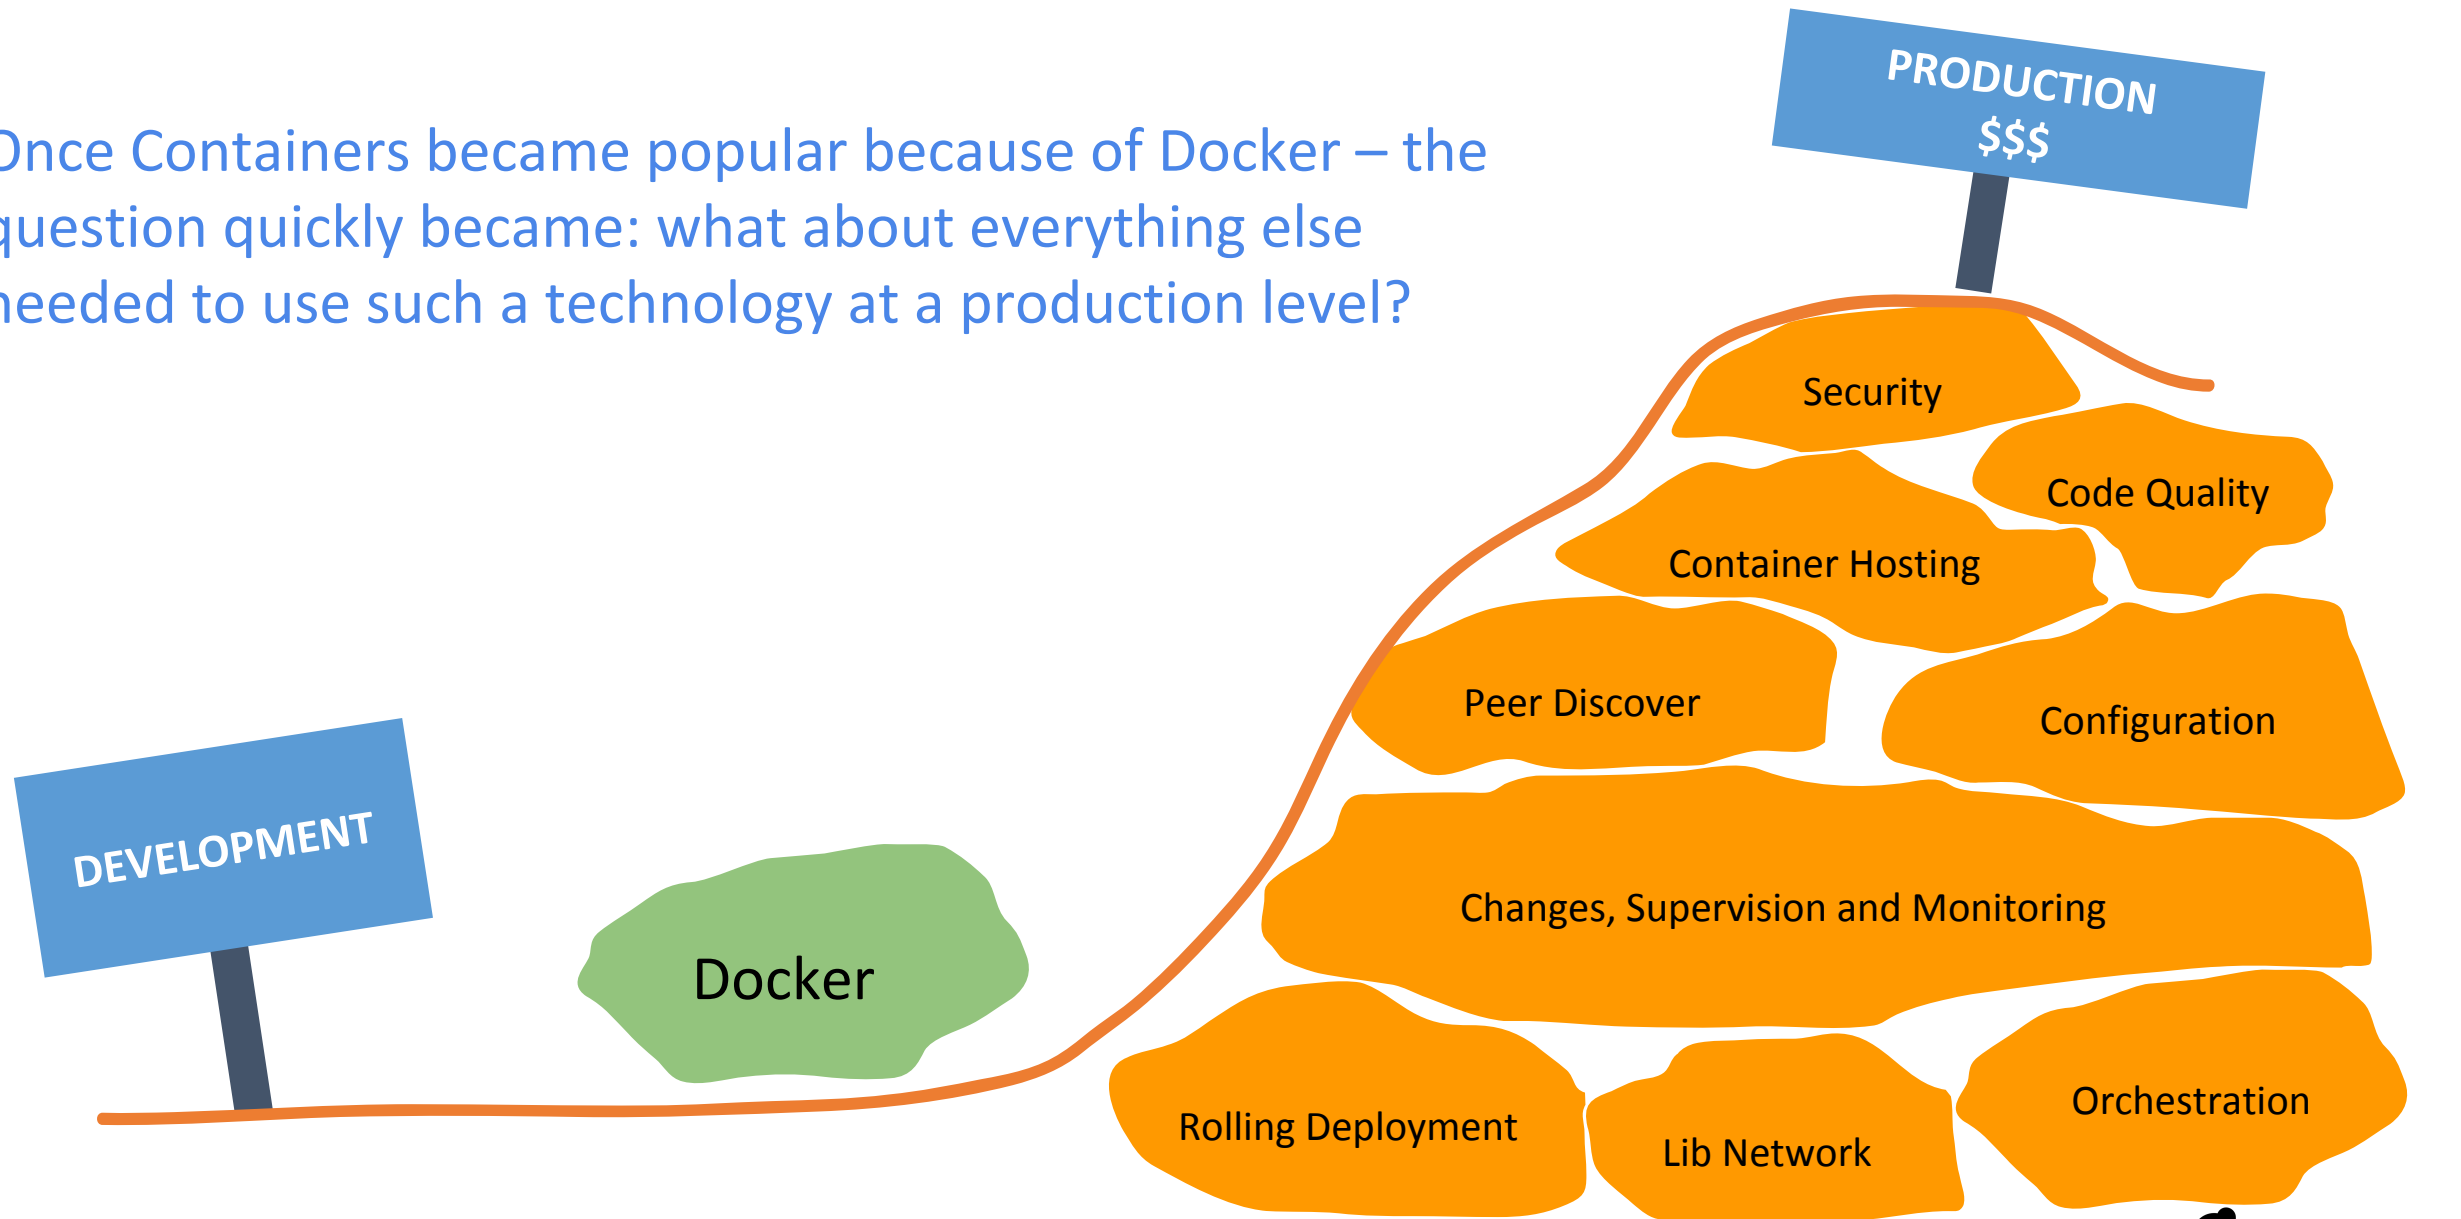 PRODUCTION
$$$
Once Containers became popular because of Docker – the
question quickly became: what about everything else
needed to use such a technology at a production level?
Security
Code Quality
Container Hosting
Peer Discover
Configuration
DEVELOPMENT
Docker
Changes, Supervision and Monitoring
Rolling Deployment
Lib Network
Orchestration